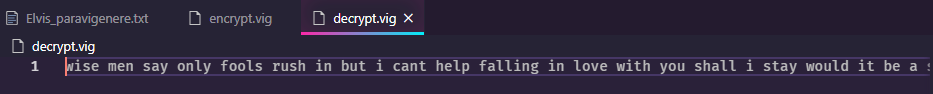 Elvis_paravigenere.txt encrypt.vig decrypt.vig
decrypt.vig
1 wise men say only fools rush in but i cant help falling in love with you shall i stay would it be a s